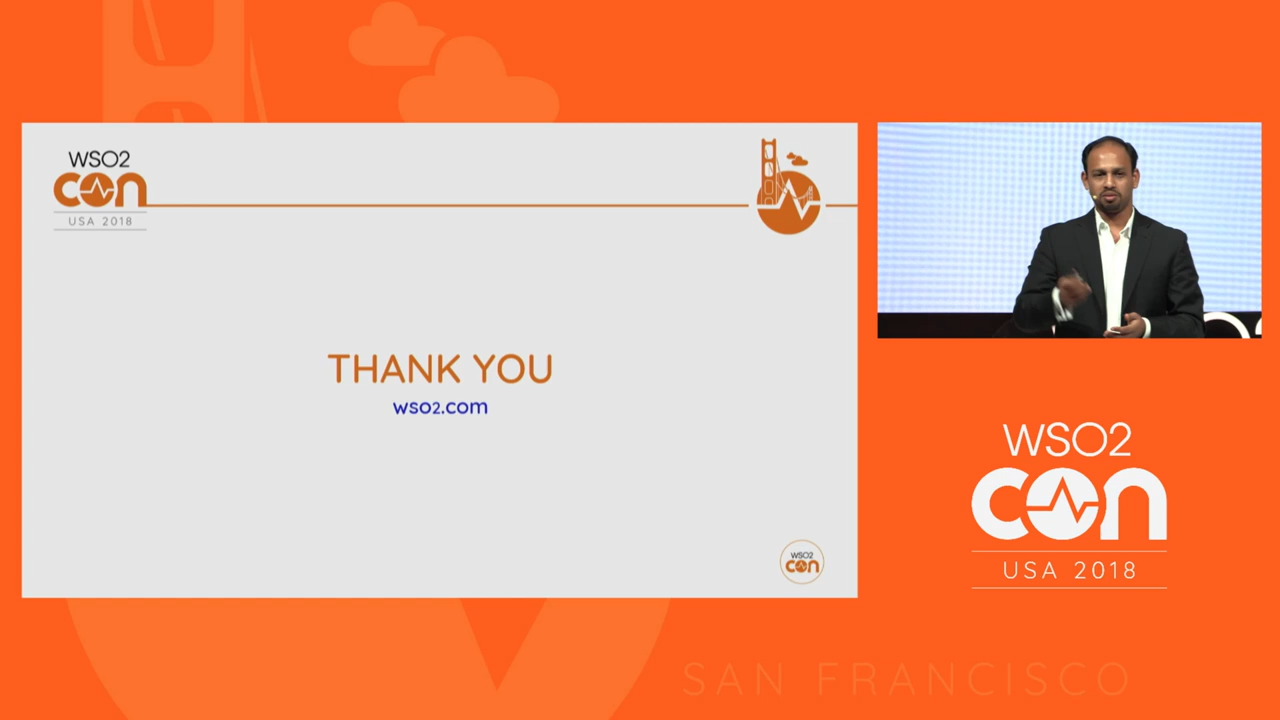 WSO2
con
USA 2018
THANK YOU
wso2.com
WSO2
con
WSO2
con
USA 2018
SAN FRANCISCO